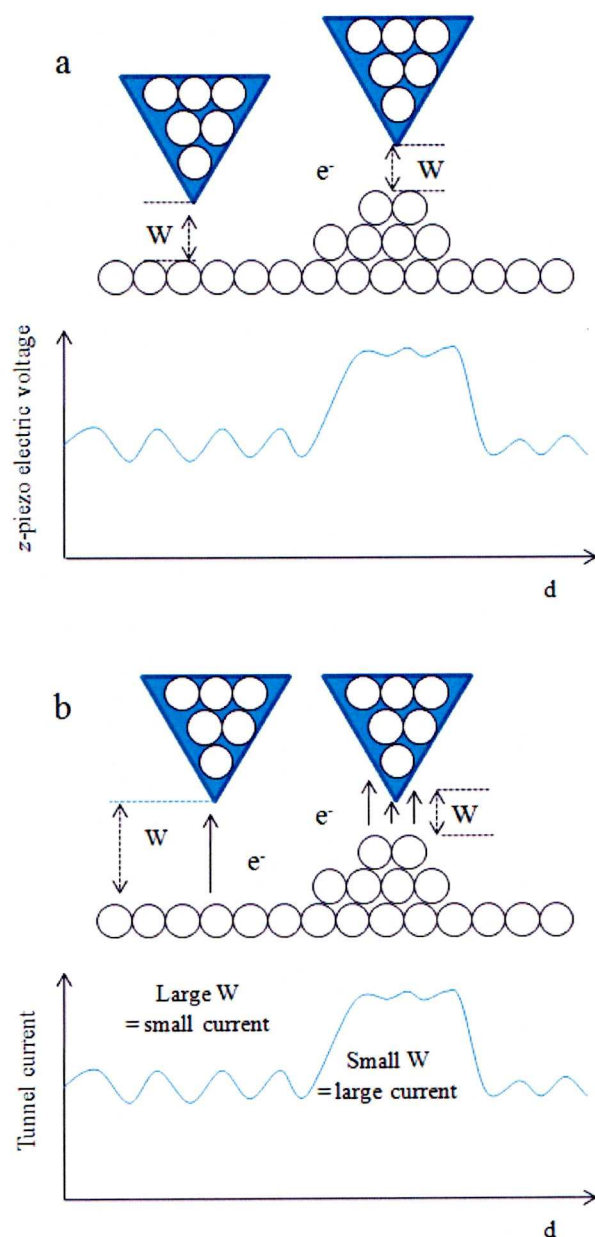 a
e-
W
W
z-piezo electric voltage
d
b
e-
W
W
e-
Large W
= small current
Small W
=large current
Tunnel current
d